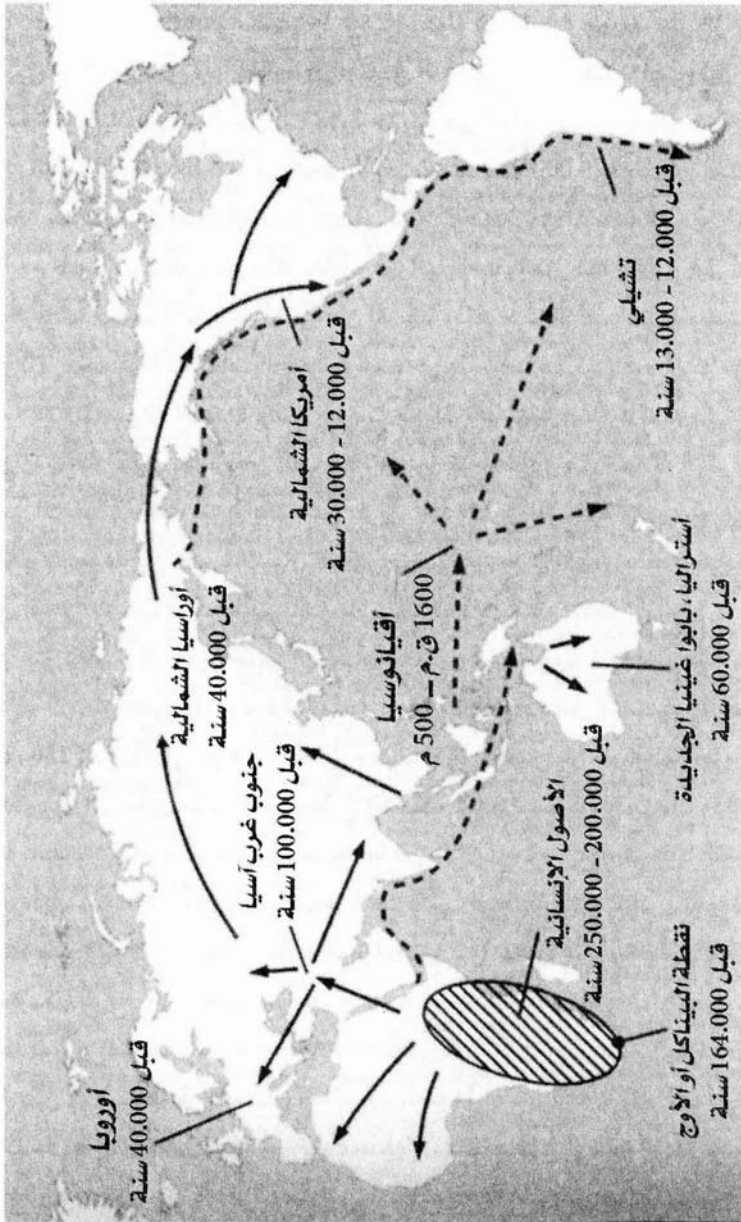 أوروبا
قبل 40.000 سنة
جنوب غرب آسيا
قبل 100.000 سنة
أوراسيا الشمالية
قبل 40.000 سنة
أمريكا الشمالية
قبل 12.000 - 30.000 سنة
أقيانوسيا
1600 ق.م – 500 م
الأصول الإنسانية
قبل 200.000 - 250.000 سنة
نقطة البيناكل أو الأوج
قبل 164.000 سنة
أستراليا، بابوا غينيا الجديدة
قبل 60.000 سنة
تشيلي
قبل 12.000 - 13.000 سنة